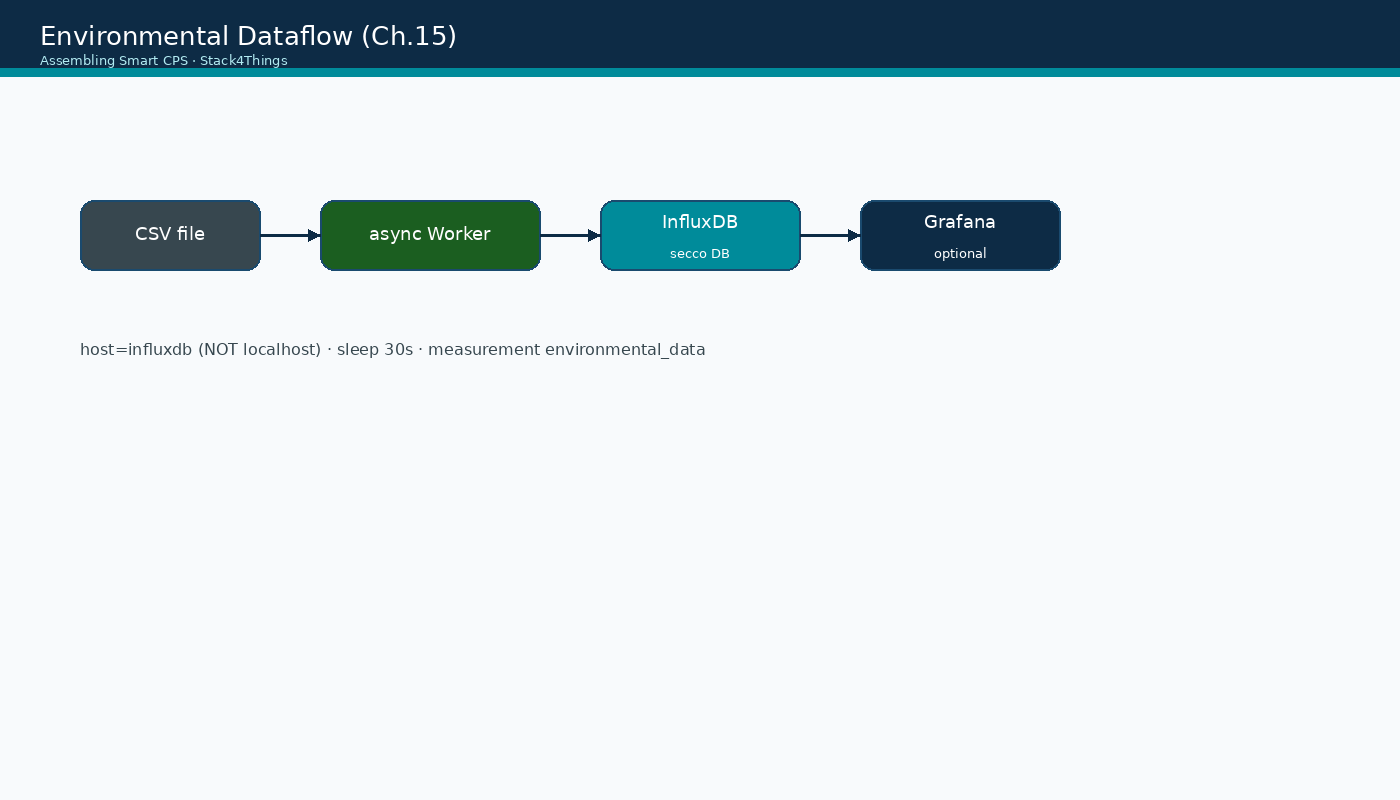 Environmental Dataflow (Ch.15)
Assembling Smart CPS · Stack4Things
CSV file
async Worker
InfluxDB
secco DB
Grafana
optional
host=influxdb (NOT localhost) · sleep 30s · measurement environmental_data